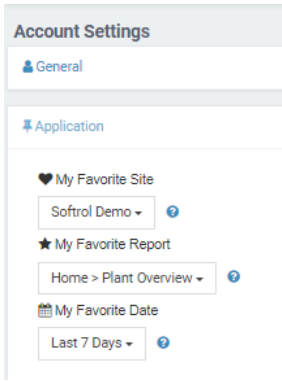 Account Settings
General
Application
My Favorite Site
Softrol Demo
My Favorite Report
Home > Plant Overview
My Favorite Date
Last 7 Days